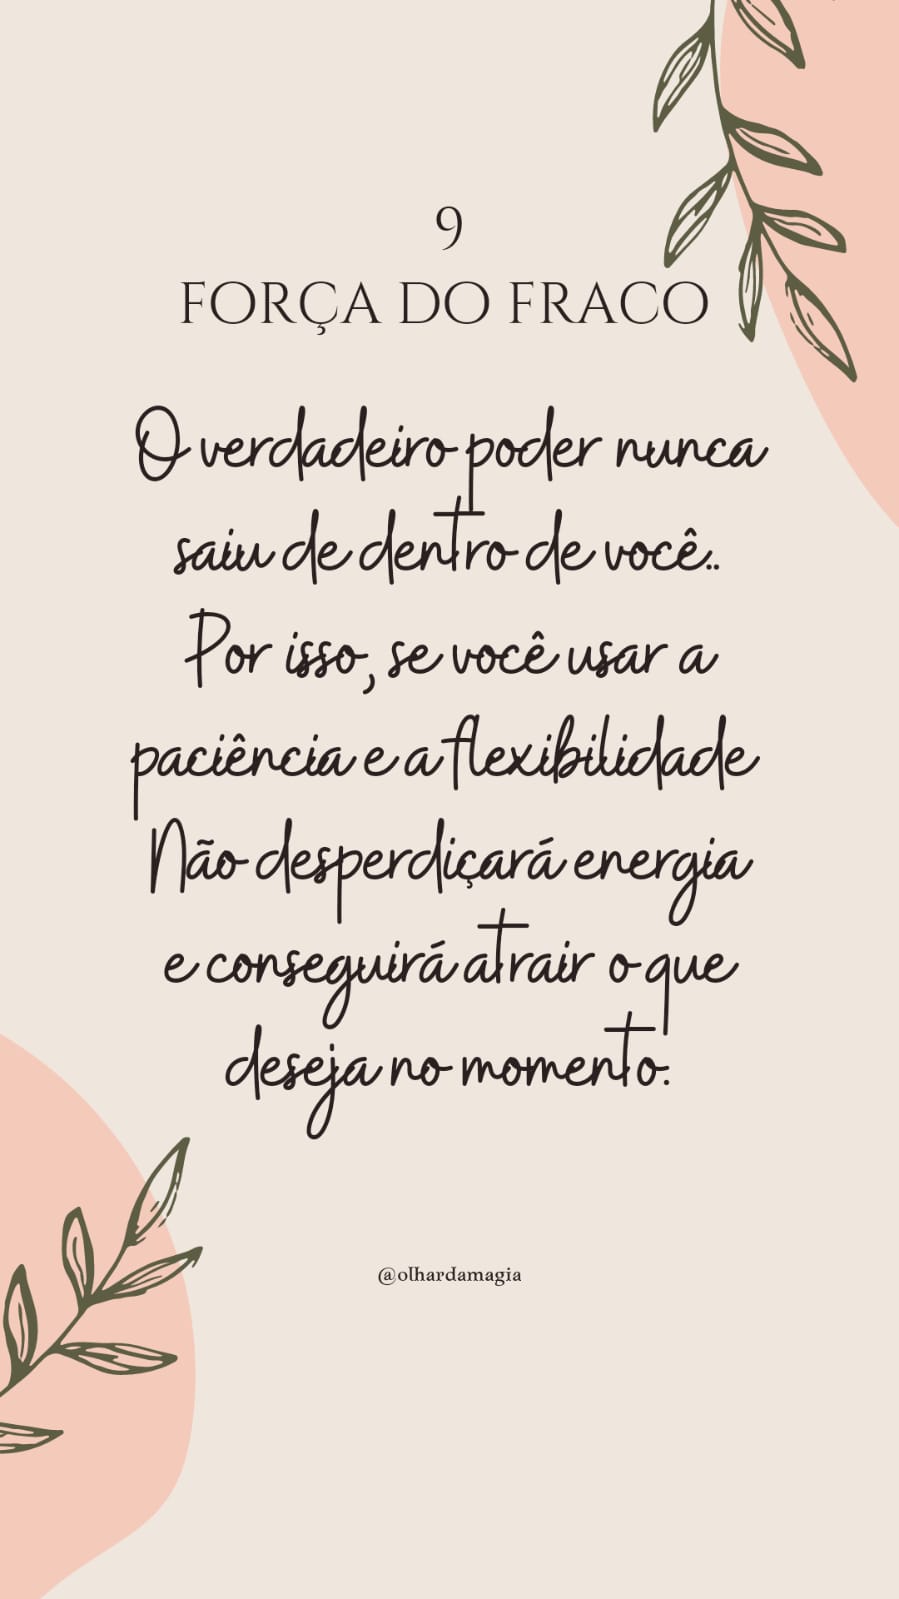 9
FORÇA DO FRACO
O verdadeiro poder nunca
saiu de dentro de você..
Por isso, se você usar a
paciência e a flexibilidade
Não desperdiçará energia
e conseguirá atrair o que
deseja no momento.
@olhardamagia